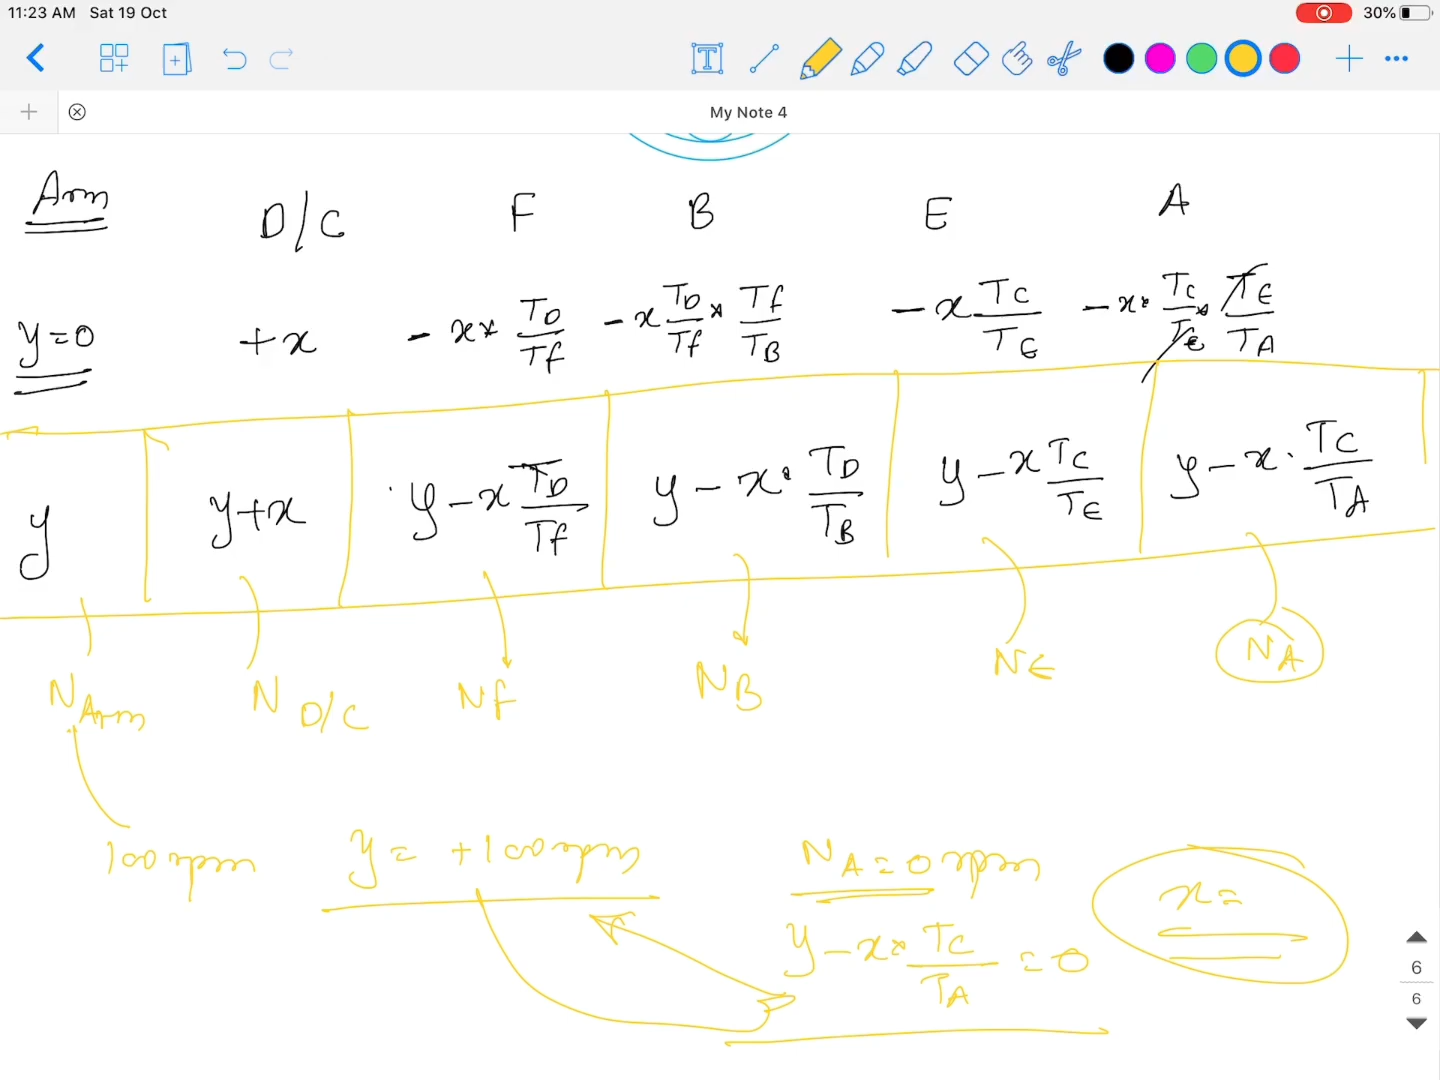 11:23 AM Sat 19 Oct 30%
T
My Note 4
Arm D/C F B E A
y=0 +x - x* TD/Tf - x TD/Tf * Tf/TB - x TC/TE - x* TC/TE * TE/TA
y y+x y - x TD/Tf y - x* TD/TB y - x TC/TE y - x. TC/TA
NArm ND/C Nf NB NE NA
100 rpm y = +100 rpm NA = 0 rpm x =
y - x* TC/TA = 0
6
6